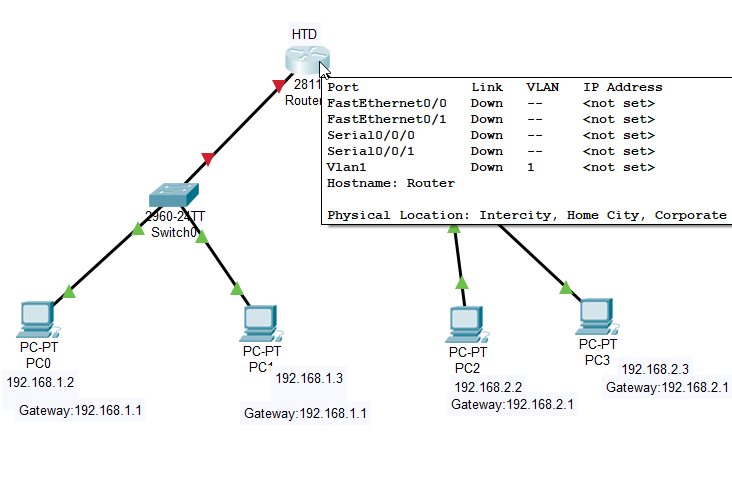 HTD
2811
Router
Port Link VLAN IP Address
FastEthernet0/0 Down -- <not set>
FastEthernet0/1 Down -- <not set>
Serial0/0/0 Down -- <not set>
Serial0/0/1 Down -- <not set>
Vlan1 Down 1 <not set>
Hostname: Router
Physical Location: Intercity, Home City, Corporate
2960-24TT
Switch0
PC-PT
PC0
192.168.1.2
Gateway:192.168.1.1
PC-PT
PC1
192.168.1.3
Gateway:192.168.1.1
PC-PT
PC2
192.168.2.2
Gateway:192.168.2.1
PC-PT
PC3
192.168.2.3
Gateway:192.168.2.1